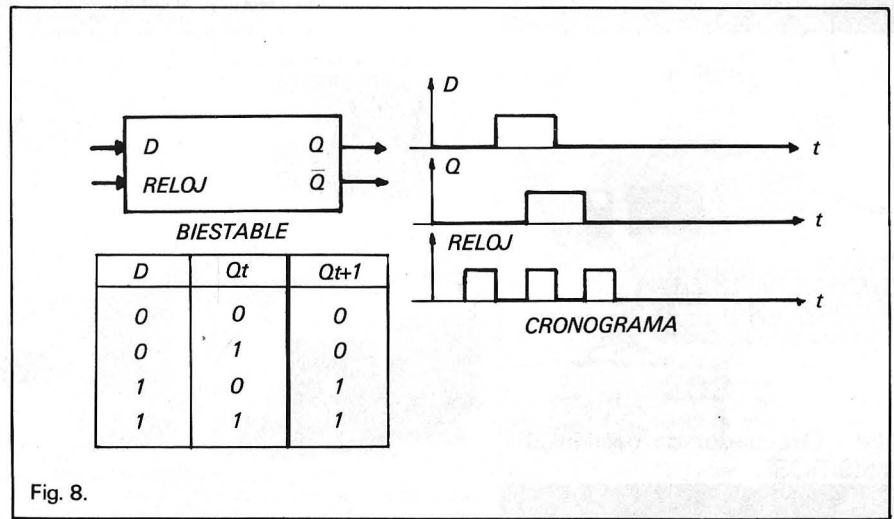 D Q
RELOJ Q̅
BIESTABLE
D Qt Qt+1
0 0 0
0 1 0
1 0 1
1 1 1
D
t
Q
t
RELOJ
t
CRONOGRAMA
Fig. 8.